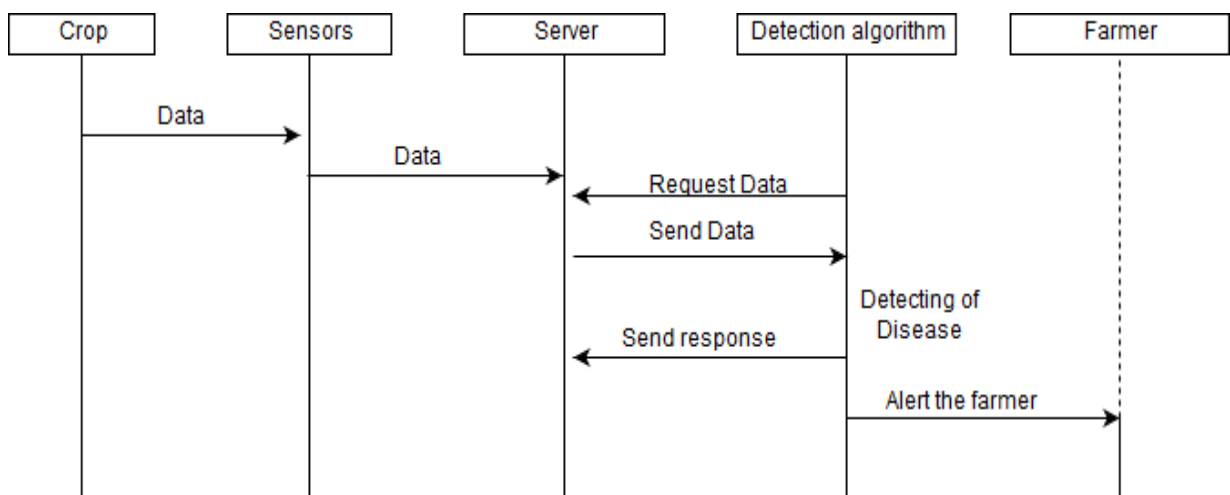 Crop
Sensors
Server
Detection algorithm
Farmer
Data
Data
Request Data
Send Data
Detecting of
Disease
Send response
Alert the farmer